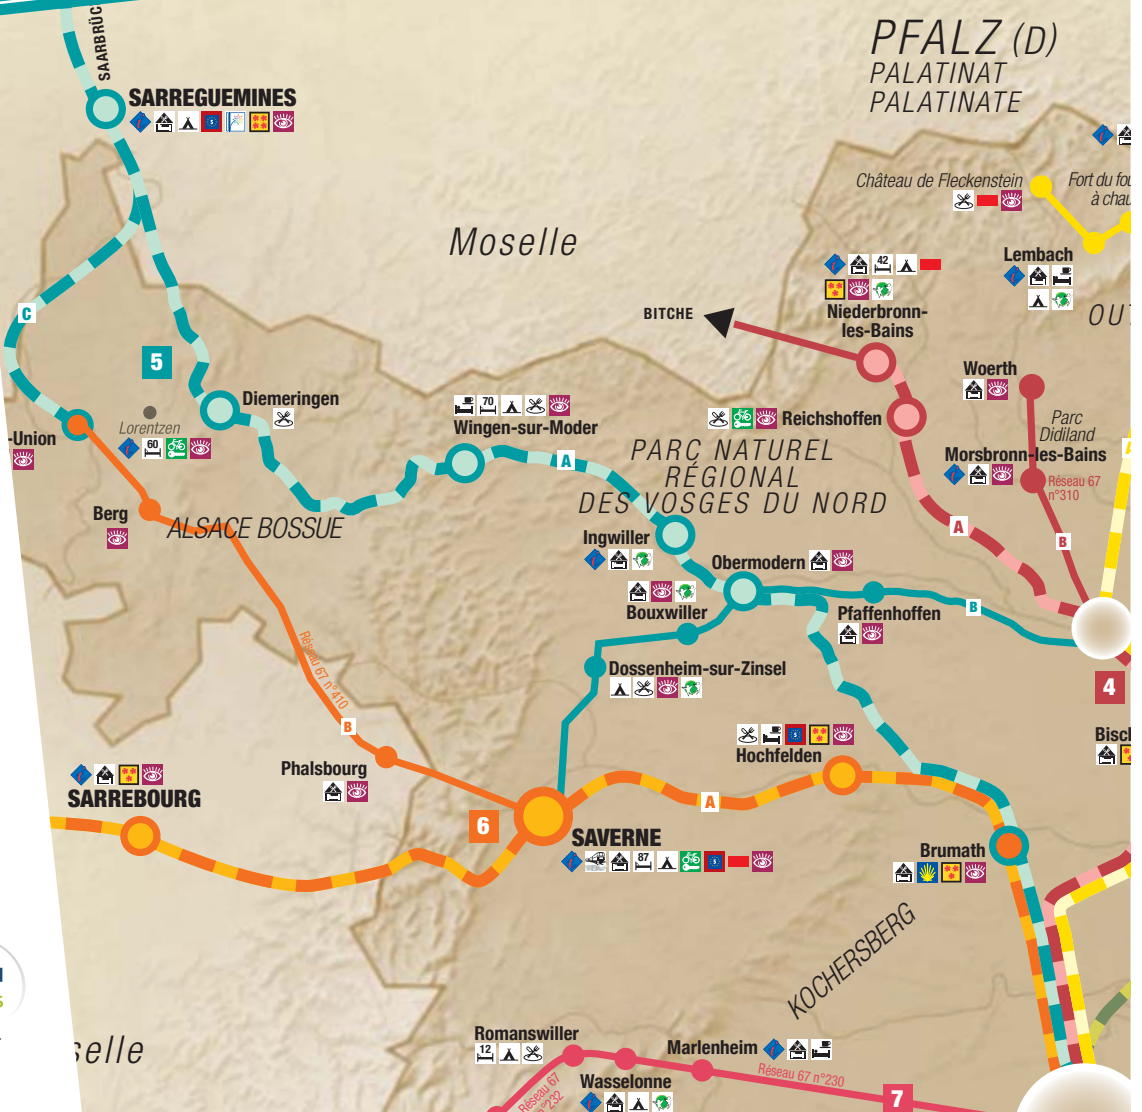 SAARBRÜC
SARREGUEMINES
PFALZ (D)
PALATINAT
PALATINATE
Château de Fleckenstein
Fort du fou
à chau
Lembach
OUT
Moselle
C
5
BITCHE
42
Niederbronn-
les-Bains
Woerth
Diemeringen
Lorentzen
60
-Union
70
Wingen-sur-Moder
A
Reichshoffen
Parc
Didiland
Morsbronn-les-Bains
Réseau 67
n°310
A
B
A
PARC NATUREL
RÉGIONAL
DES VOSGES DU NORD
Berg
ALSACE BOSSUE
Ingwiller
Obermodern
Bouxwiller
Pfaffenhoffen
B
Dossenheim-sur-Zinsel
4
Réseau 67 n°410
B
Phalsbourg
Hochfelden
Bisch
SARREBOURG
A
6
SAVERNE
87
Brumath
KOCHERSBERG
selle
Romanswiller
12
Marlenheim
Réseau 67 n°230
Wasselonne
Réseau 67
n°232
7